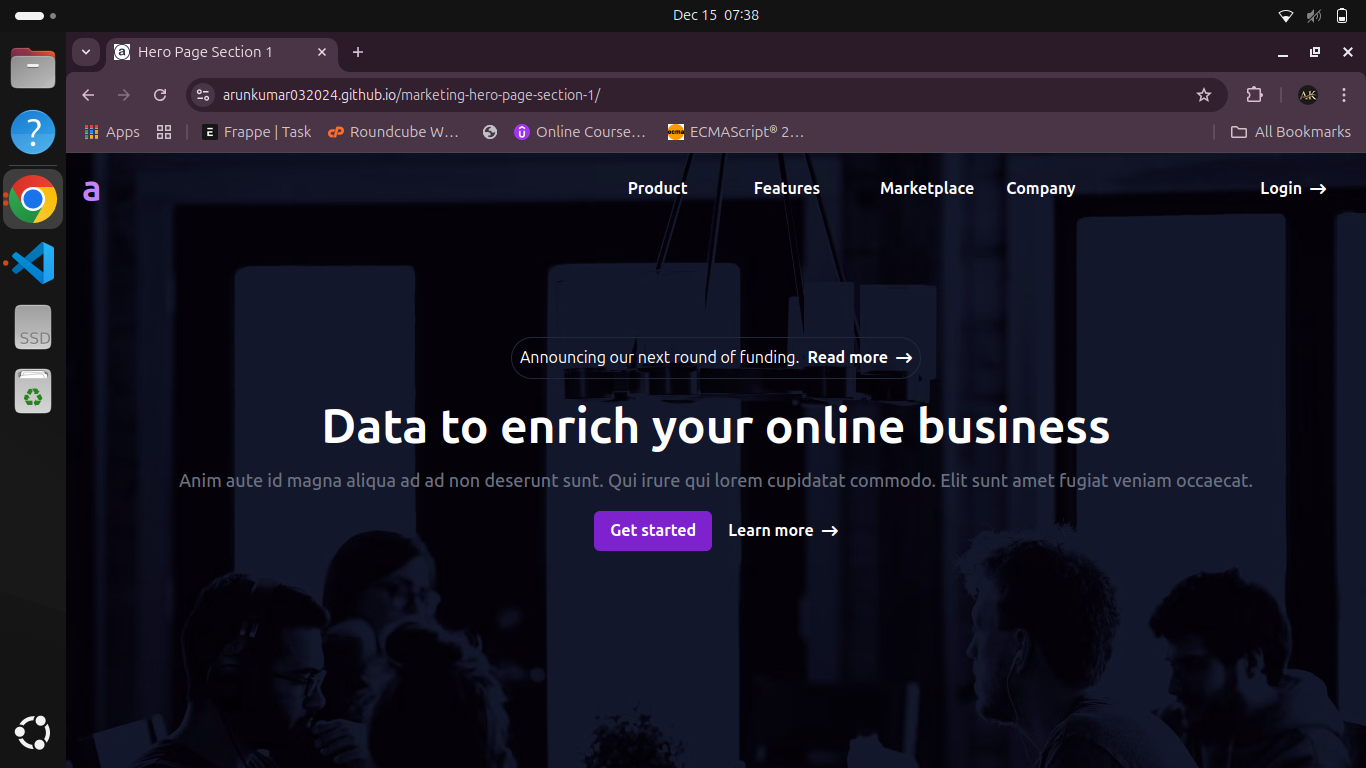 Dec 15 07:38
Hero Page Section 1
arunkumar032024.github.io/marketing-hero-page-section-1/
AK
Apps
Frappe | Task
Roundcube W...
Online Course...
ecma
ECMAScript® 2...
All Bookmarks
a
Product Features Marketplace Company Login →
SSD
Announcing our next round of funding. Read more →
Data to enrich your online business
Anim aute id magna aliqua ad ad non deserunt sunt. Qui irure qui lorem cupidatat commodo. Elit sunt amet fugiat veniam occaecat.
Get started Learn more →